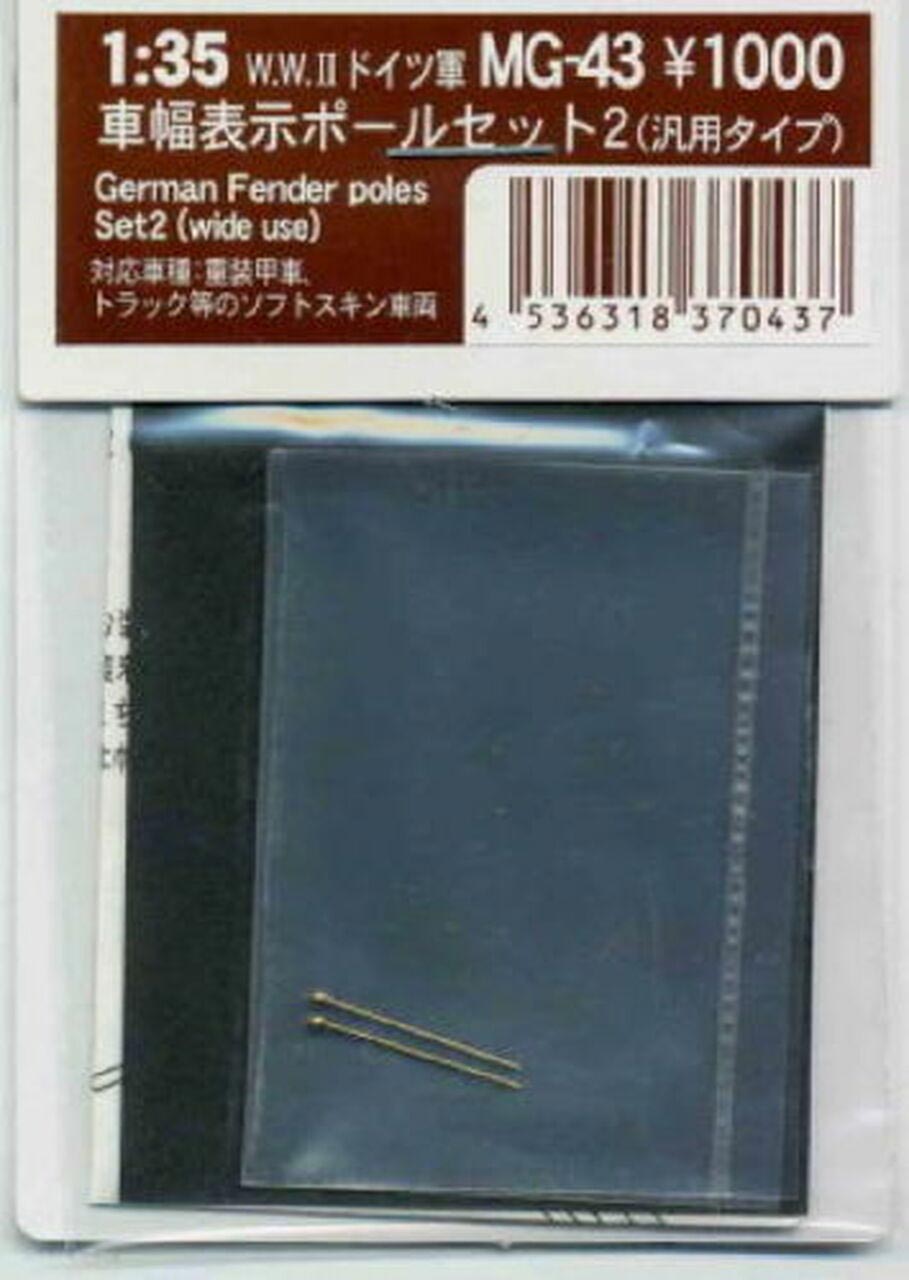 1:35 W.W.II ドイツ軍 MG-43 ¥1000
車幅表示ポールセット2(汎用タイプ)
German Fender poles
Set2 (wide use)
対応車種:重装甲車、
トラック等のソフトスキン車両
4 536318 370437